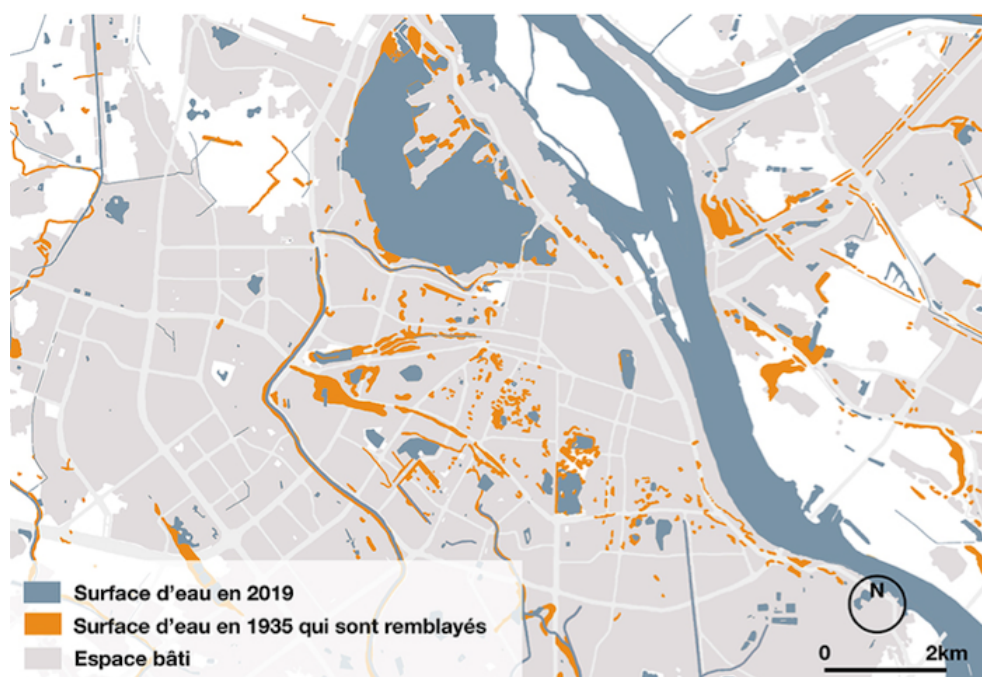 Surface d'eau en 2019
Surface d'eau en 1935 qui sont remblayés
Espace bâti
N
0 2km